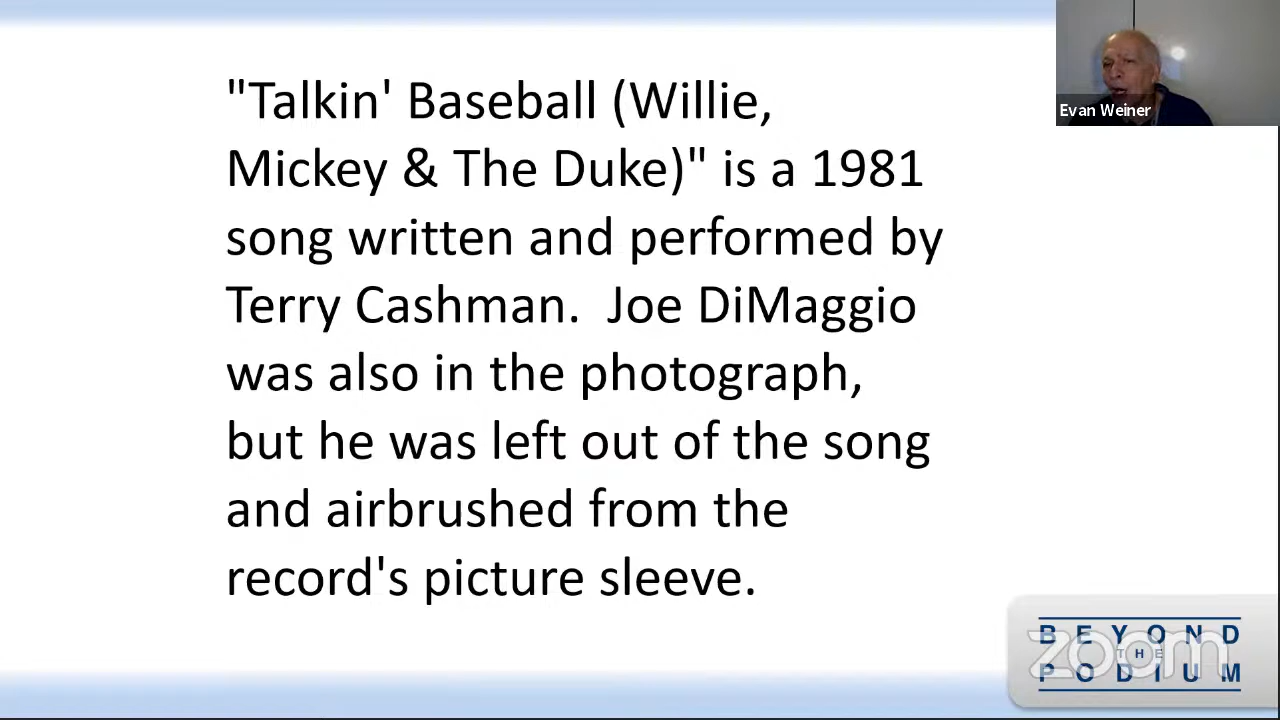 "Talkin' Baseball (Willie,
Mickey & The Duke)" is a 1981
song written and performed by
Terry Cashman.  Joe DiMaggio
was also in the photograph,
but he was left out of the song
and airbrushed from the
record's picture sleeve.
Evan Weiner
BEYOND
THE
PODIUM
zoom